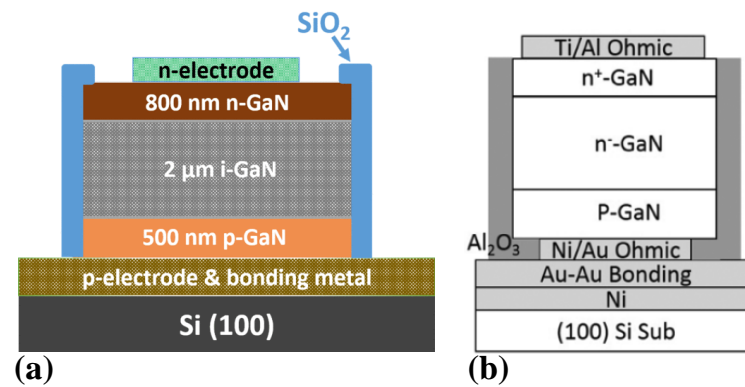 SiO₂
n-electrode
800 nm n-GaN
2 μm i-GaN
500 nm p-GaN
p-electrode & bonding metal
Si (100)
(a)
Ti/Al Ohmic
n⁺-GaN
n⁻-GaN
P-GaN
Al₂O₃
Ni/Au Ohmic
Au-Au Bonding
Ni
(100) Si Sub
(b)